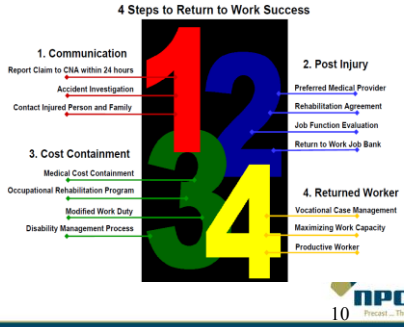 4 Steps to Return to Work Success
1
2
3
4
1. Communication
Report Claim to CNA within 24 hours
Accident Investigation
Contact Injured Person and Family
2. Post Injury
Preferred Medical Provider
Rehabilitation Agreement
Job Function Evaluation
Return to Work Job Bank
3. Cost Containment
Medical Cost Containment
Occupational Rehabilitation Program
Modified Work Duty
Disability Management Process
4. Returned Worker
Vocational Case Management
Maximizing Work Capacity
Productive Worker
10
Precast ...